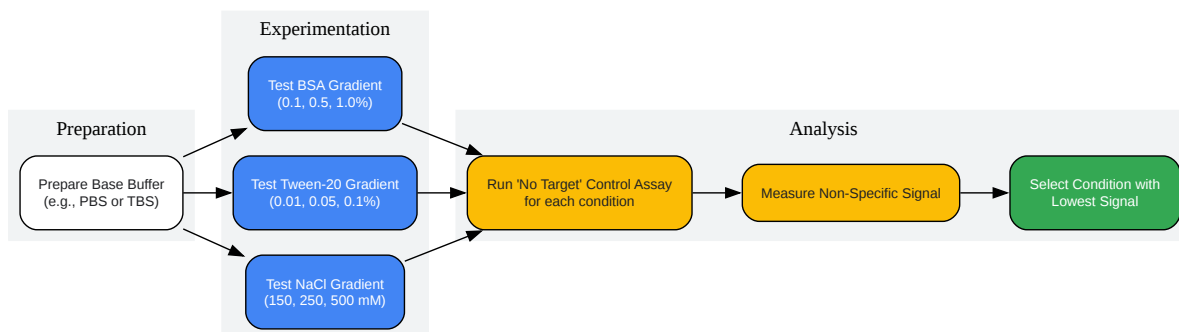 Experimentation
Test BSA Gradient
(0.1, 0.5, 1.0%)
Preparation
Analysis
Prepare Base Buffer
(e.g., PBS or TBS)
Test Tween-20 Gradient
(0.01, 0.05, 0.1%)
Run 'No Target' Control Assay
for each condition
Measure Non-Specific Signal
Select Condition with
Lowest Signal
Test NaCl Gradient
(150, 250, 500 mM)